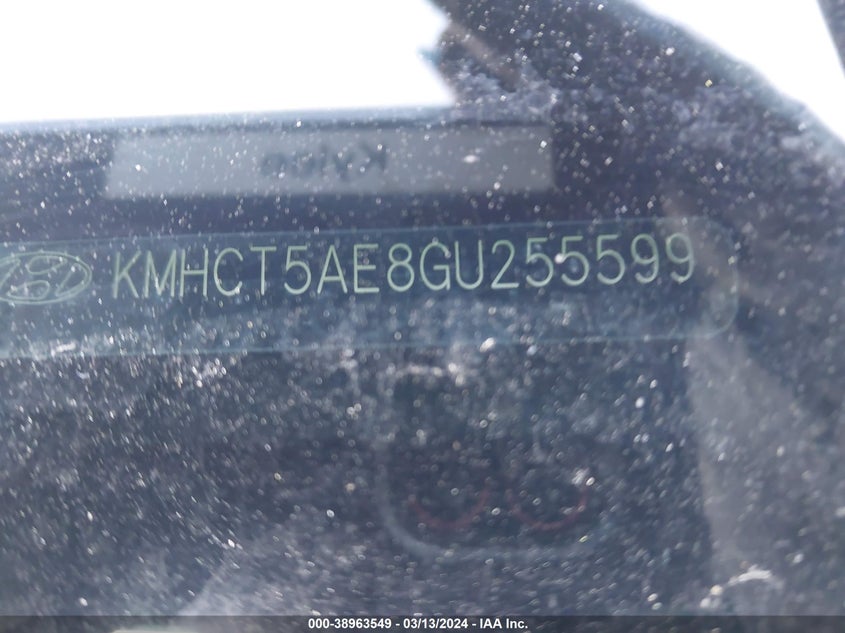 KMHCT5AE8GU255599
000-38963549 - 03/13/2024 - IAA Inc.